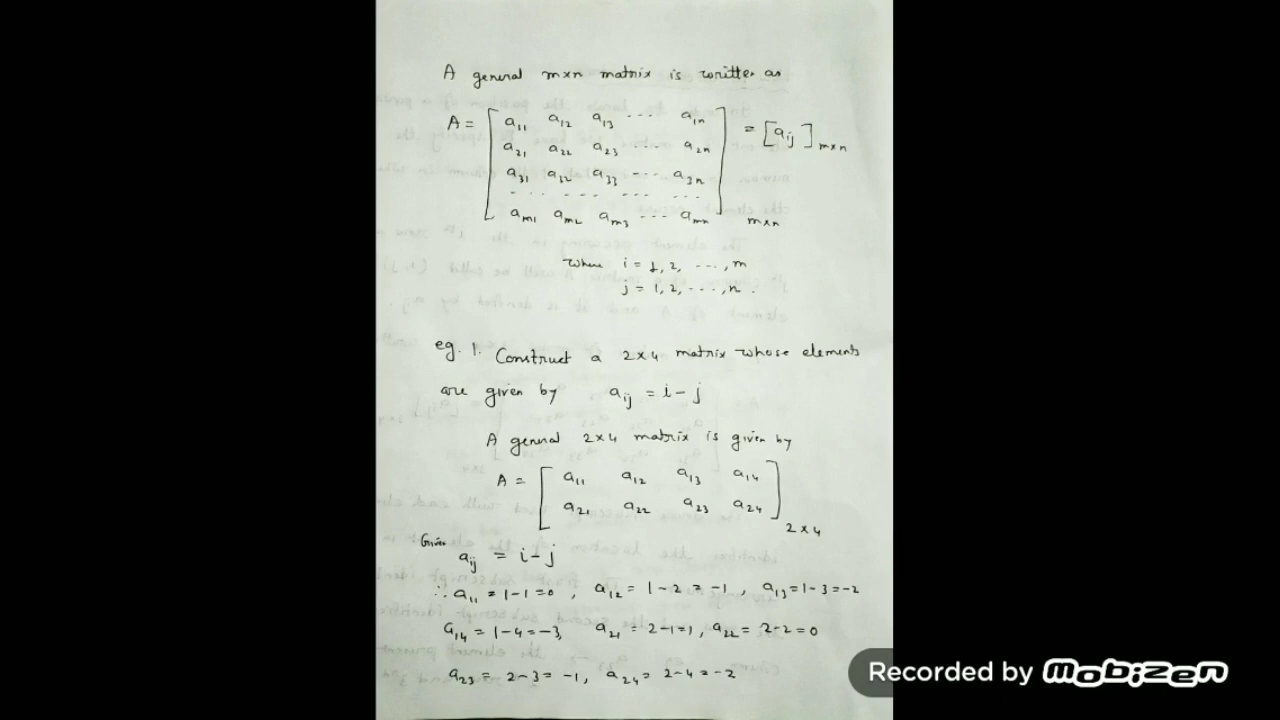 A general m×n matrix is written as
A = [ a11 a12 a13 ... a1n
a21 a22 a23 ... a2n
a31 a32 a33 ... a3n
... ... ... ...
am1 am2 am3 ... amn ] m×n = [aij] m×n
where i = 1, 2, ..., m
j = 1, 2, ..., n.
eg. 1. Construct a 2×4 matrix whose elements
are given by aij = i-j
A general 2×4 matrix is given by
A = [ a11 a12 a13 a14
a21 a22 a23 a24 ] 2×4
Given
aij = i-j
∴ a11 = 1-1=0, a12 = 1-2 = -1, a13=1-3=-2
a14 = 1-4=-3, a21 = 2-1=1, a22 = 2-2=0
a23 = 2-3= -1, a24= 2-4=-2
Recorded by MOBIZEN